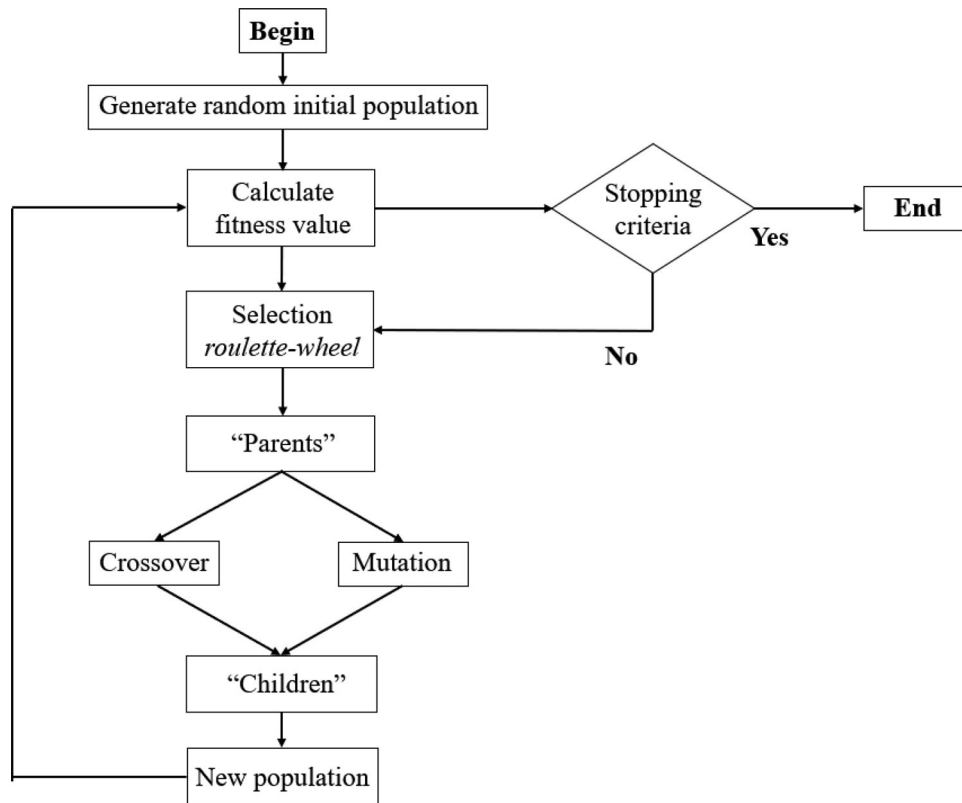 Begin
Generate random initial population
Calculate
fitness value
Stopping
criteria
Yes
End
Selection
roulette-wheel
No
“Parents”
Crossover
Mutation
“Children”
New population